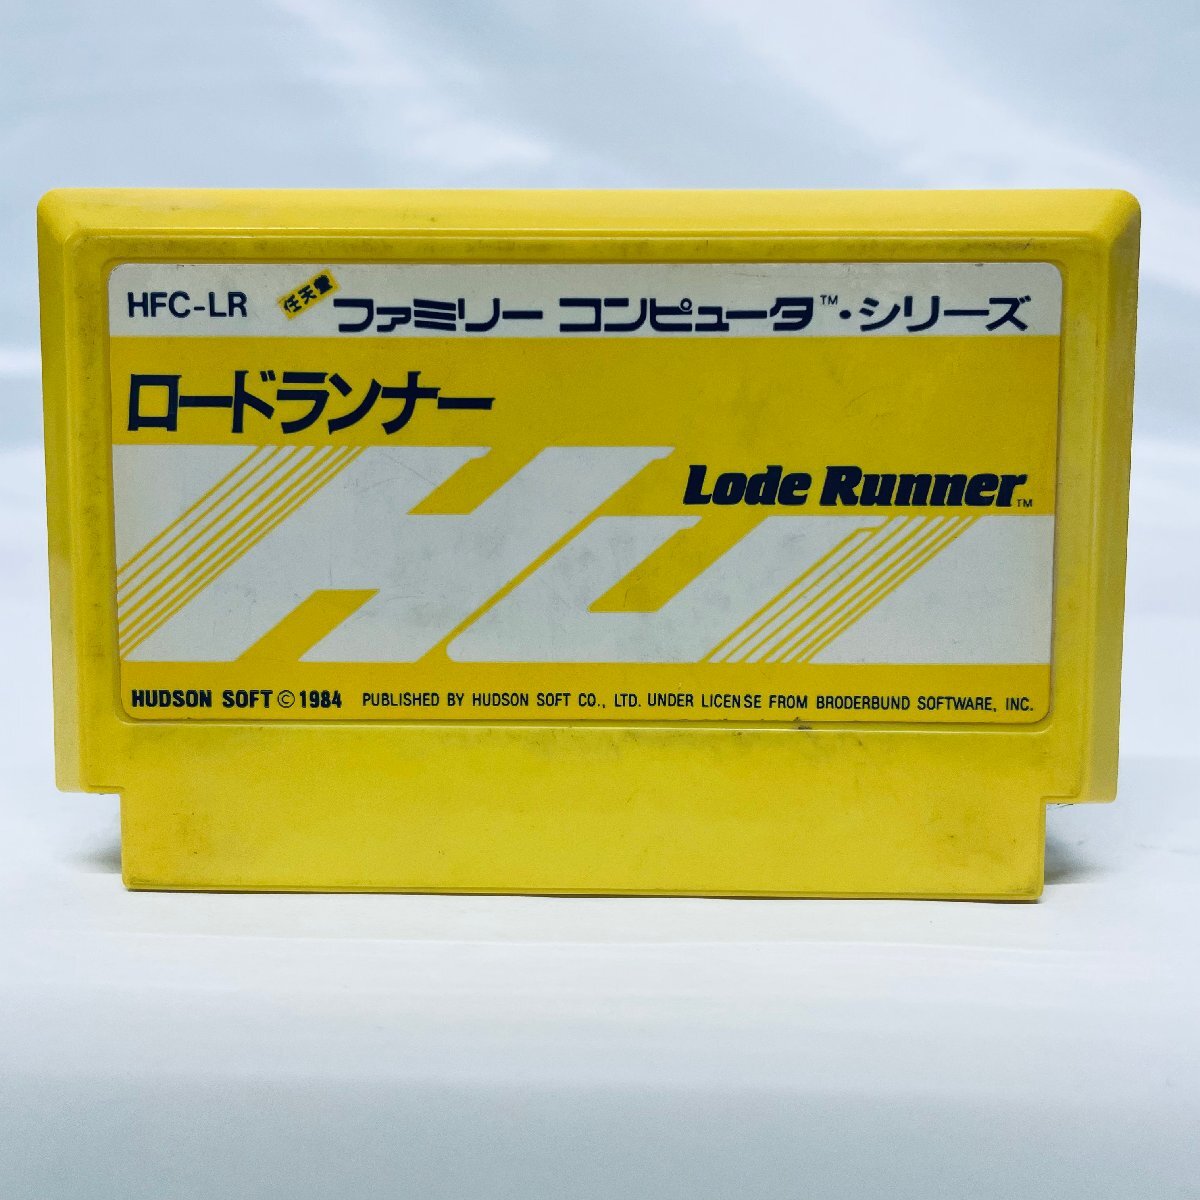 HFC-LR 任天堂 ファミリー コンピュータ™・シリーズ
ロードランナー
Lode Runner™
HU
HUDSON SOFT © 1984 PUBLISHED BY HUDSON SOFT CO., LTD. UNDER LICENSE FROM BRODERBUND SOFTWARE, INC.